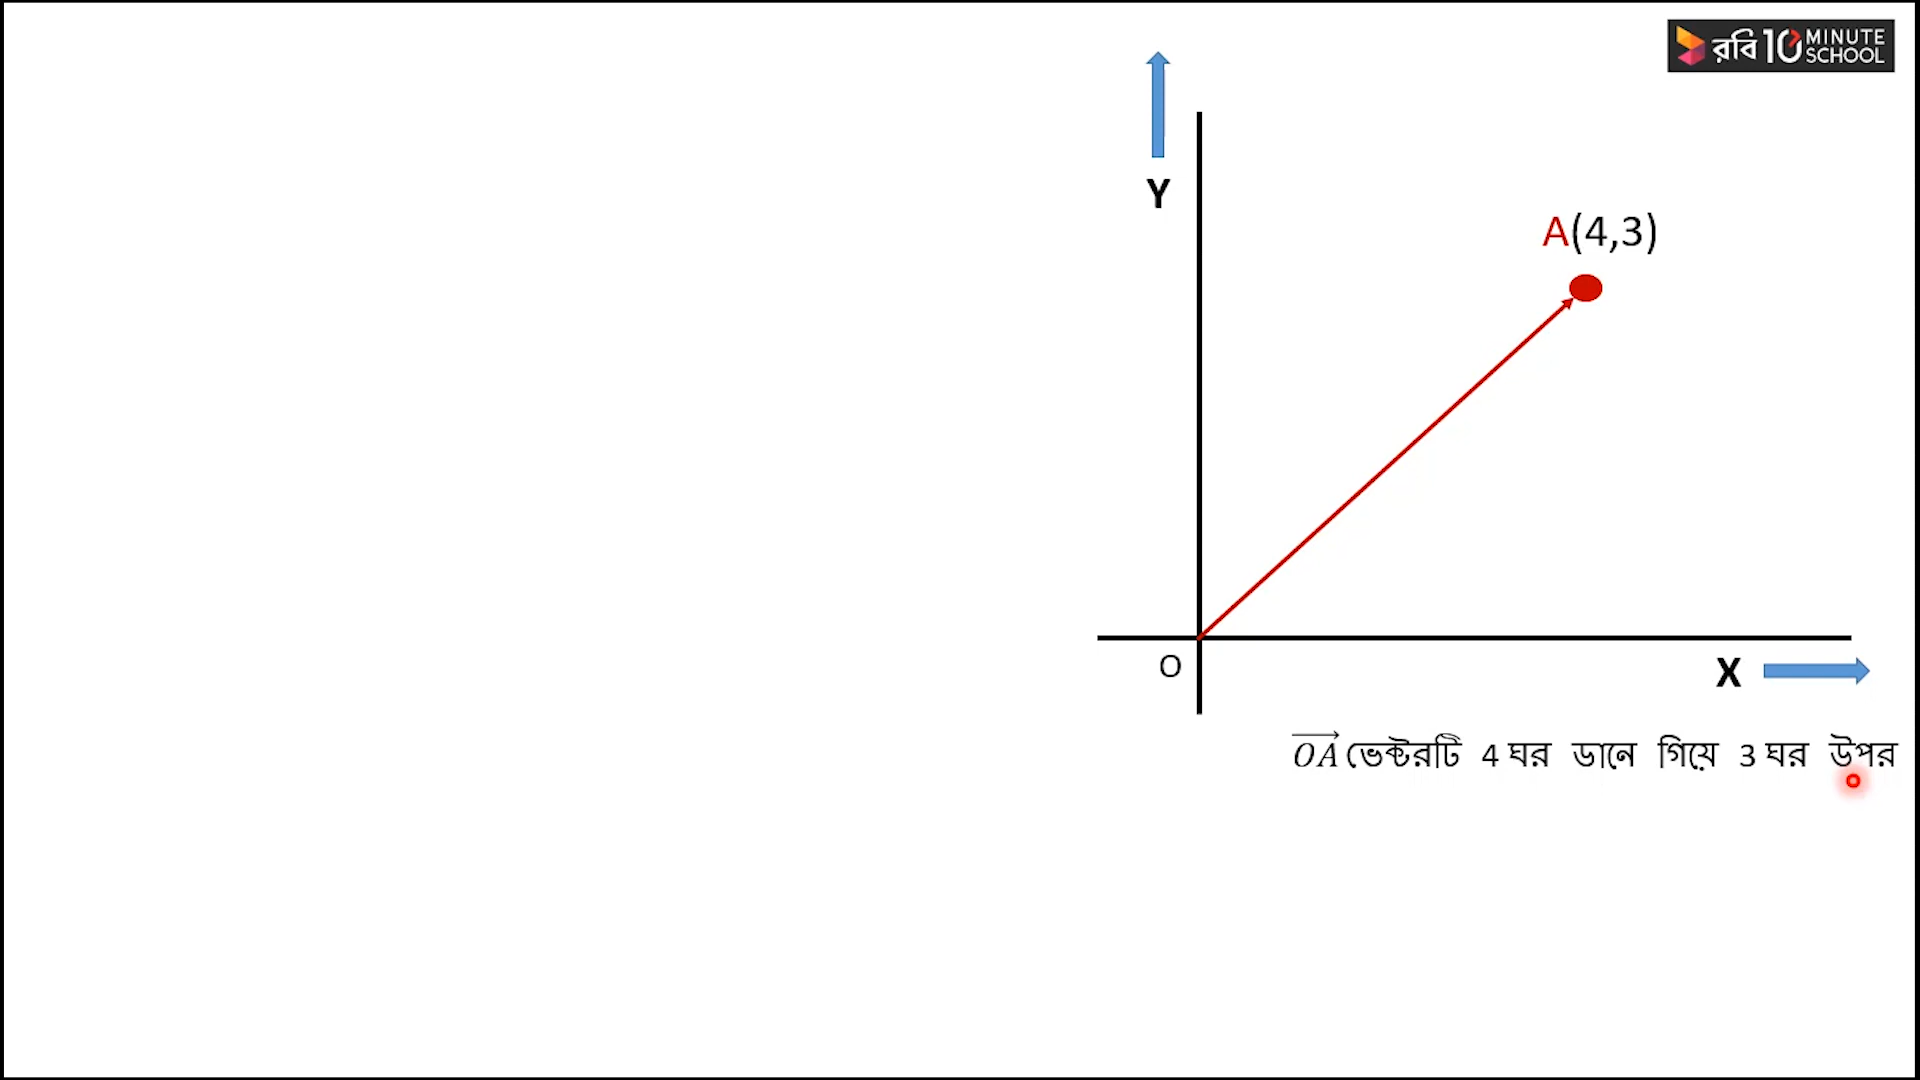 রবি 10 MINUTE SCHOOL
Y
A(4,3)
O
X
OA ভেক্টরটি 4 ঘর ডানে গিয়ে 3 ঘর উপর